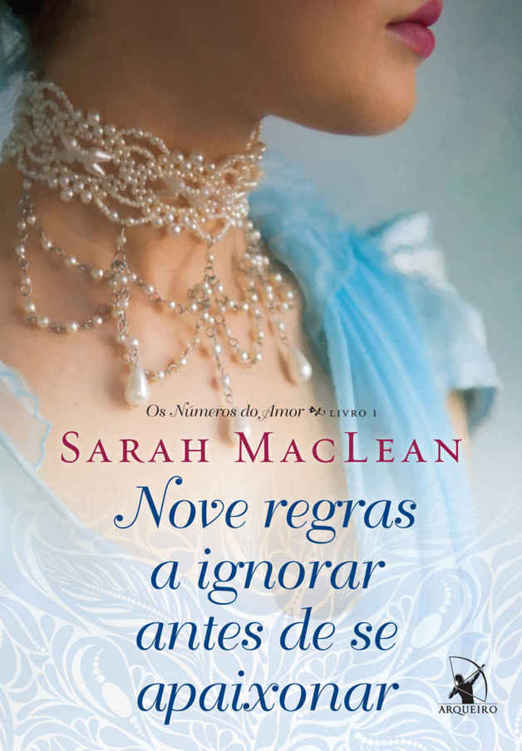 Os Números do Amor LIVRO 1
SARAH MACLEAN
Nove regras
a ignorar
antes de se
apaixonar
ARQUEIRO